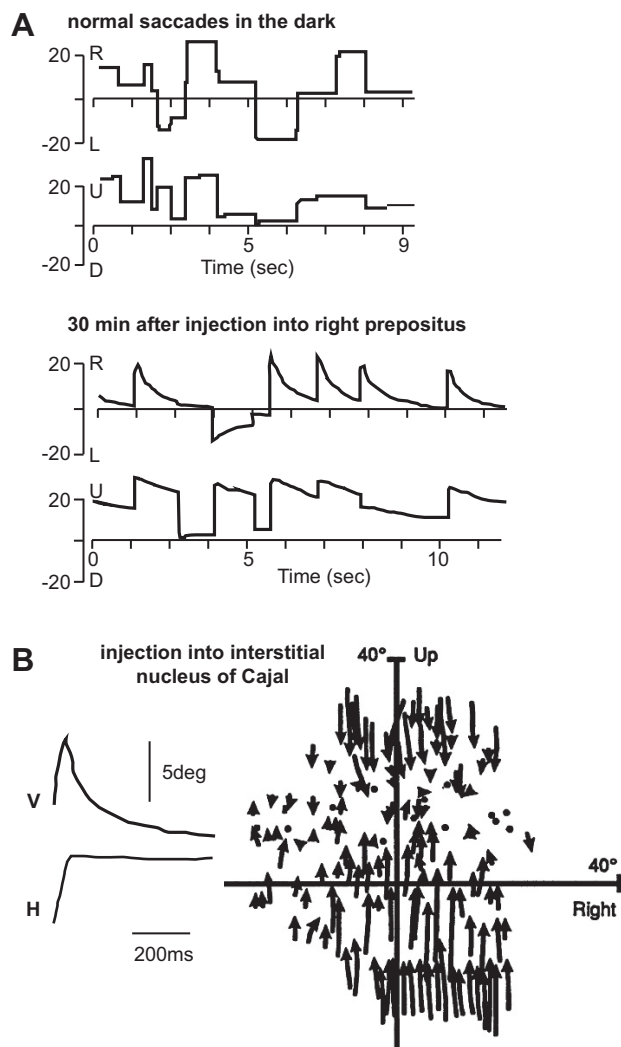 A
normal saccades in the dark
20
R
-20
L
20
U
-20
D
0
5
9
Time (sec)
30 min after injection into right prepositus
20
R
-20
L
20
U
-20
D
0
5
10
Time (sec)
B
injection into interstitial
nucleus of Cajal
40° Up
5deg
V
H
200ms
40°
Right